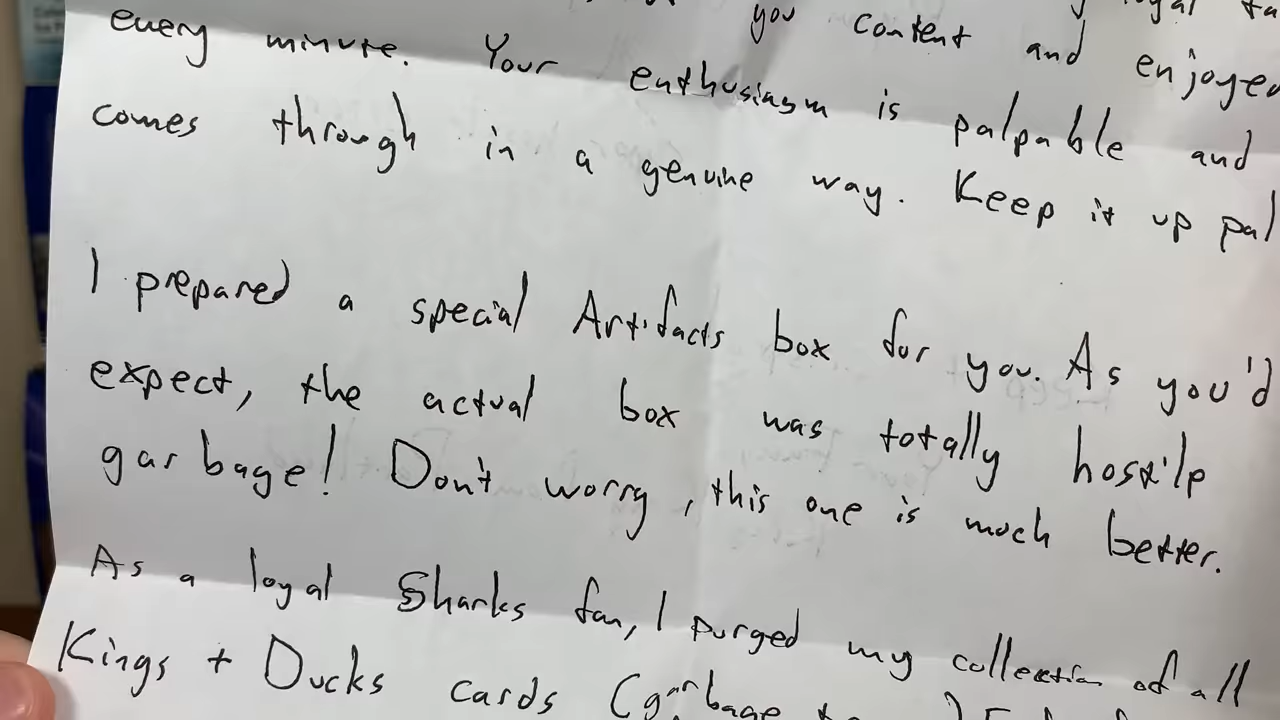 you content and enjoyed
every minute. Your enthusiasm is palpable and
comes through in a genuine way. Keep it up pal
I prepared a special Artifacts box for you. As you'd
expect, the actual box was totally hostile
garbage! Don't worry, this one is much better.
As a loyal Sharks fan, I purged my collection of all
Kings + Ducks cards (garbage